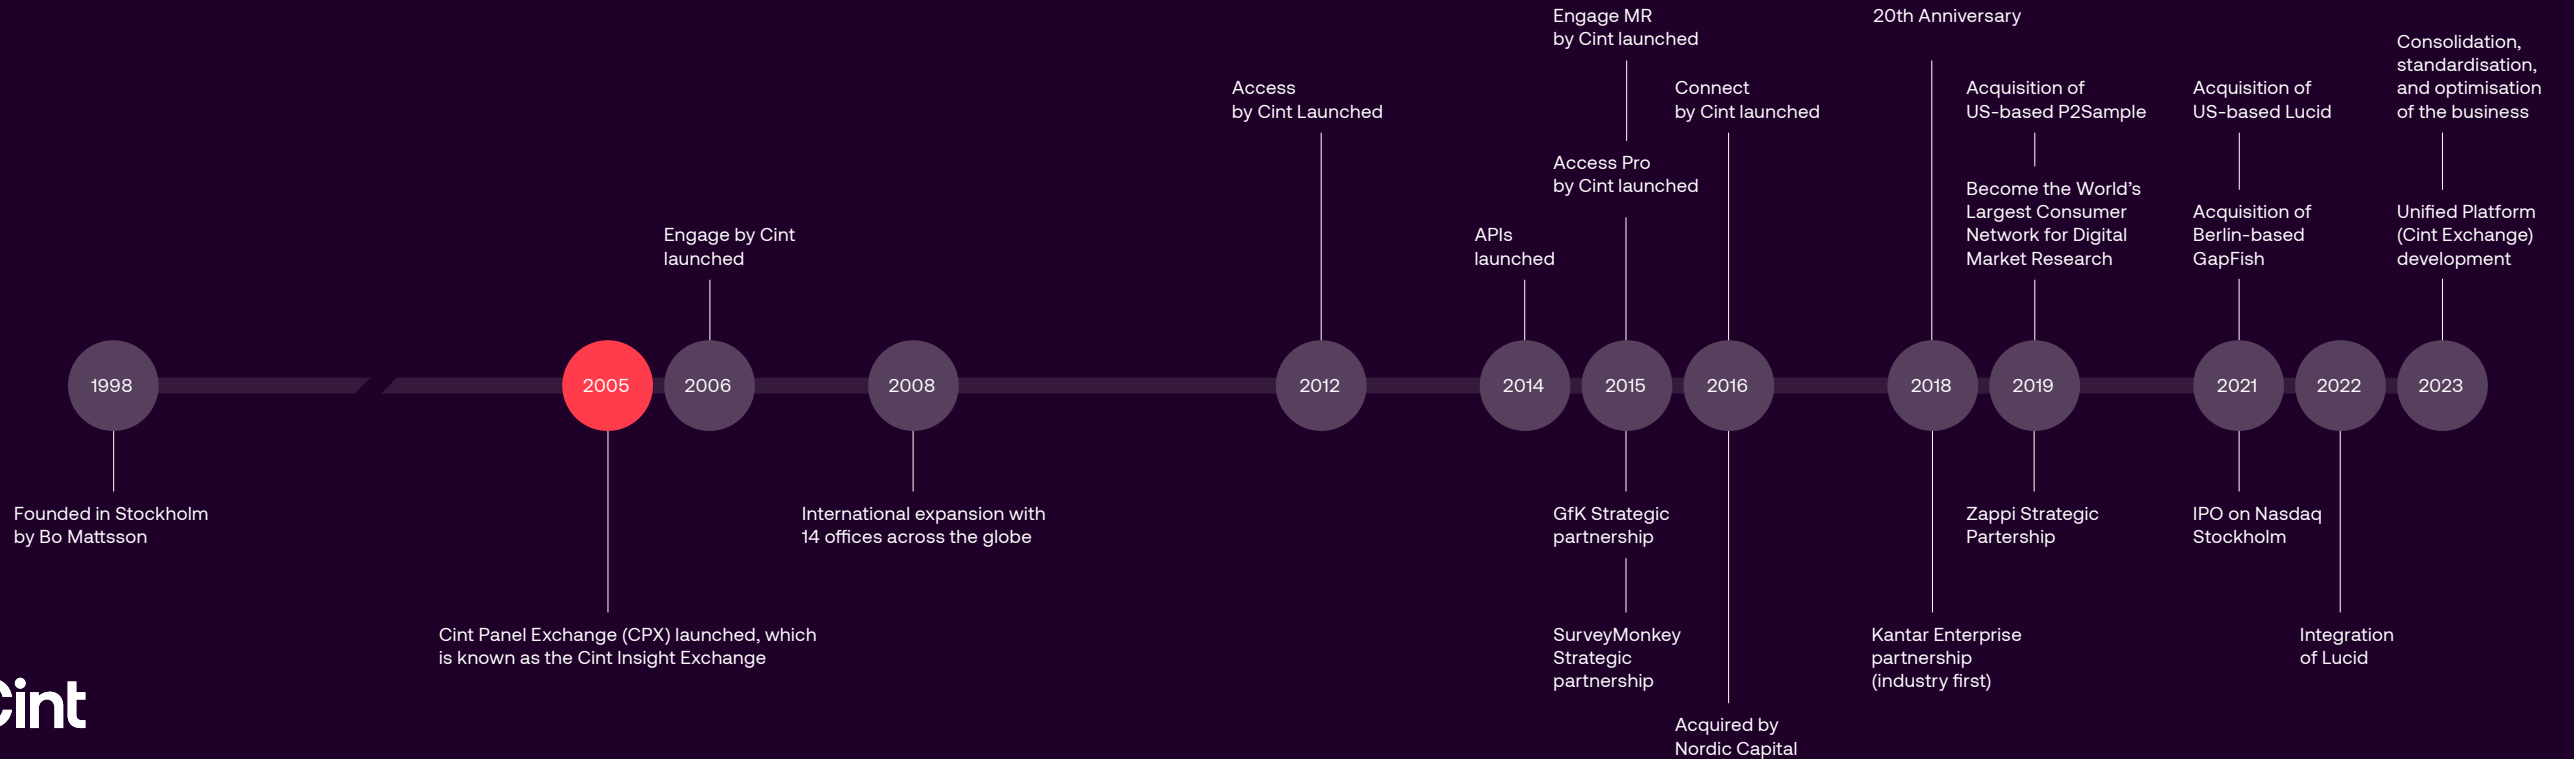 Engage MR
by Cint launched
20th Anniversary
Consolidation,
standardisation,
and optimisation
of the business
Access
by Cint Launched
Connect
by Cint launched
Acquisition of
US-based P2Sample
Acquisition of
US-based Lucid
Access Pro
by Cint launched
Become the World's
Largest Consumer
Network for Digital
Market Research
Acquisition of
Berlin-based
GapFish
Unified Platform
(Cint Exchange)
development
Engage by Cint
launched
APIs
launched
1998
2005
2006
2008
2012
2014
2015
2016
2018
2019
2021
2022
2023
Founded in Stockholm
by Bo Mattsson
International expansion with
14 offices across the globe
GfK Strategic
partnership
Zappi Strategic
Partership
IPO on Nasdaq
Stockholm
Cint Panel Exchange (CPX) launched, which
is known as the Cint Insight Exchange
SurveyMonkey
Strategic
partnership
Kantar Enterprise
partnership
(industry first)
Integration
of Lucid
Cint
Acquired by
Nordic Capital